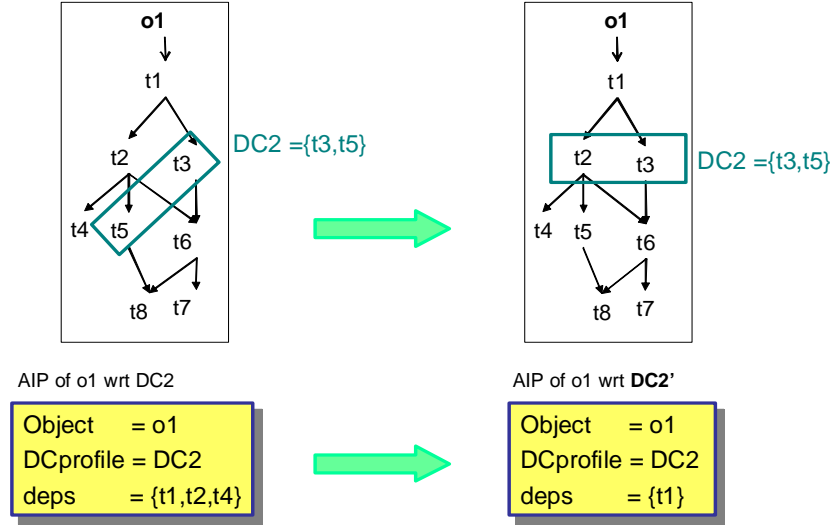 o1
t1
t2
t3
DC2 ={t3,t5}
t4
t5
t6
t8
t7
o1
t1
t2
t3
DC2 ={t3,t5}
t4
t5
t6
t8
t7
AIP of o1 wrt DC2
Object = o1
DCprofile = DC2
deps = {t1,t2,t4}
AIP of o1 wrt DC2’
Object = o1
DCprofile = DC2
deps = {t1}